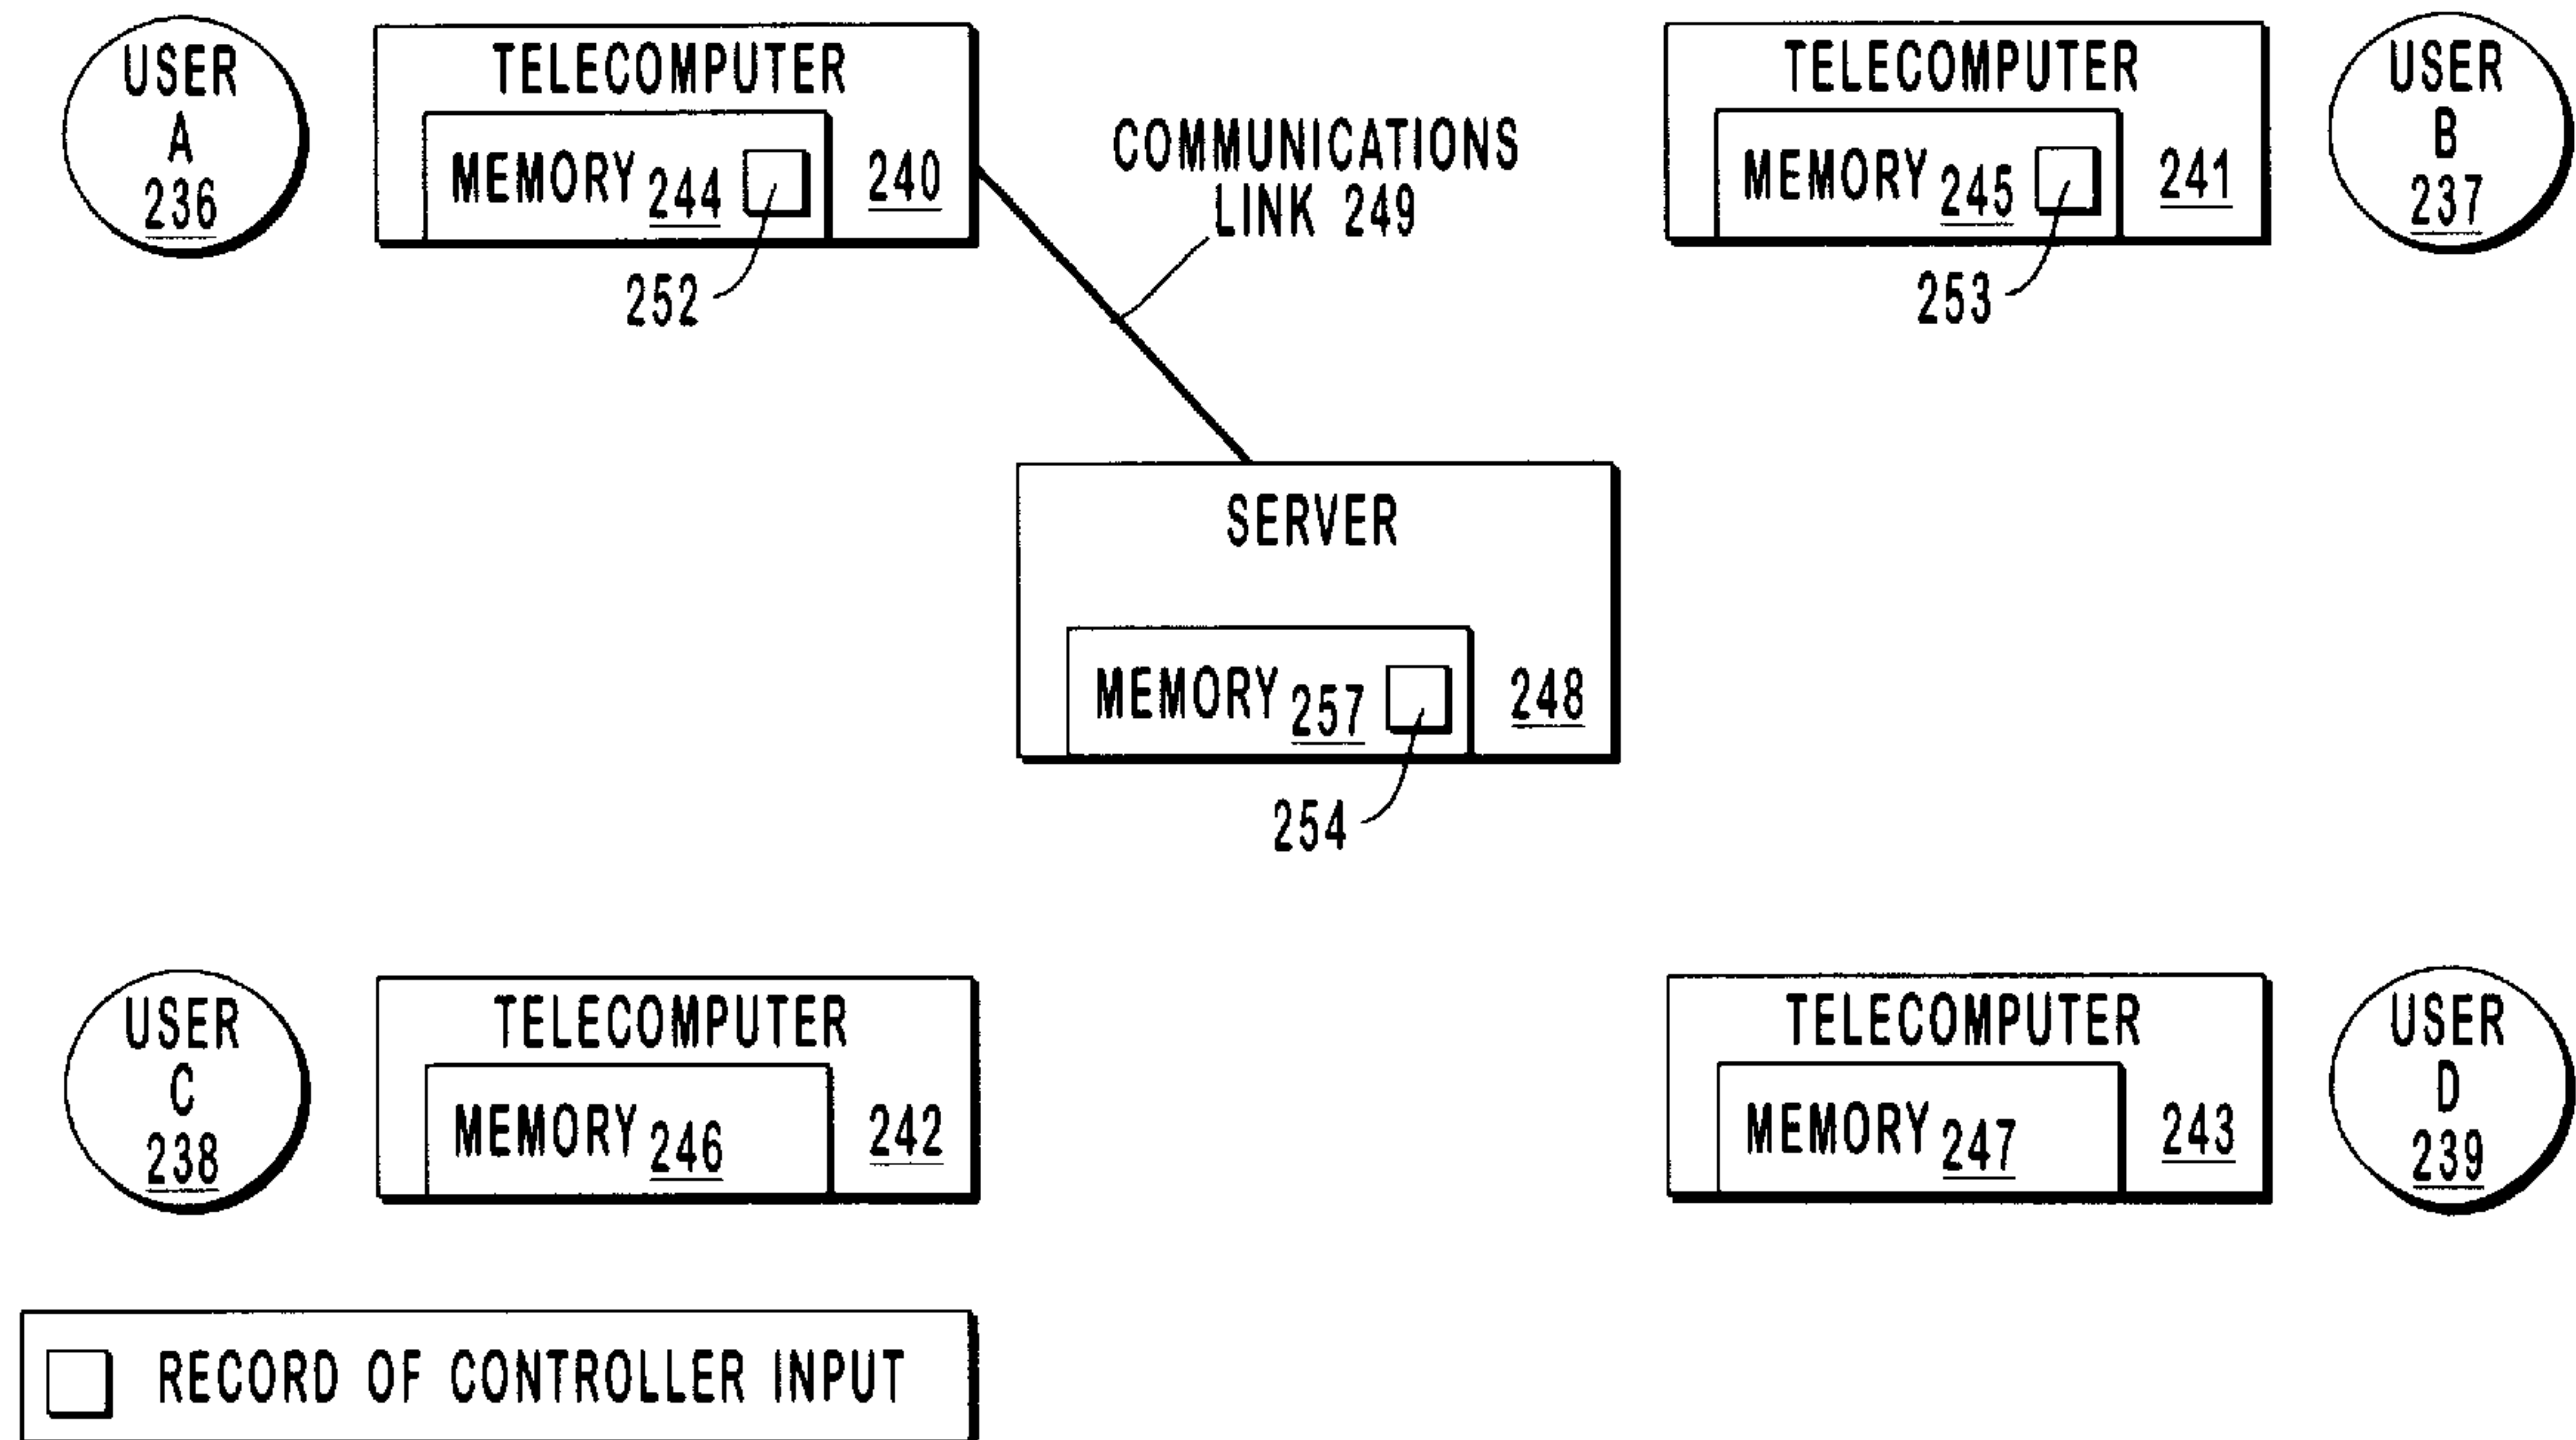 USER
A
236
TELECOMPUTER
MEMORY 244
240
252
COMMUNICATIONS
LINK 249
TELECOMPUTER
MEMORY 245
241
253
USER
B
237
SERVER
MEMORY 257
248
254
USER
C
238
TELECOMPUTER
MEMORY 246
242
TELECOMPUTER
MEMORY 247
243
USER
D
239
RECORD OF CONTROLLER INPUT